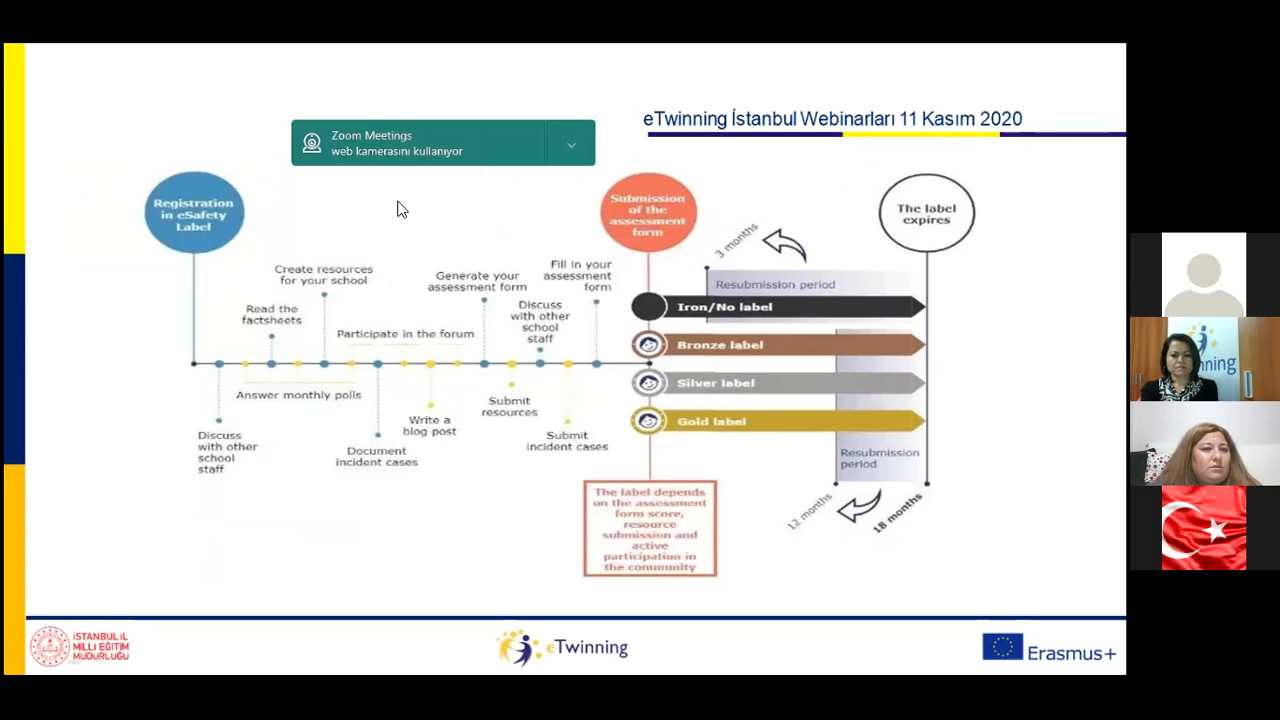 eTwinning İstanbul Webinarları 11 Kasım 2020
Zoom Meetings
web kamerasını kullanıyor
Registration
in eSafety
Label
Submission
of the
assessment
form
The label
expires
3 months
Create resources
for your school
Generate your
assessment form
Fill in your
assessment
form
Read the
factsheets
Participate in the forum
Discuss
with other
school
staff
Resubmission period
Iron/No label
Bronze label
Silver label
Gold label
Answer monthly polls
Discuss
with other
school
staff
Document
incident cases
Write a
blog post
Submit
resources
Submit
incident cases
Resubmission
period
12 months
18 months
The label depends
on the assessment
form score,
resource
submission and
active
participation in
the community
İSTANBUL İL
MİLLİ EĞİTİM
MÜDÜRLÜĞÜ
eTwinning
Erasmus+